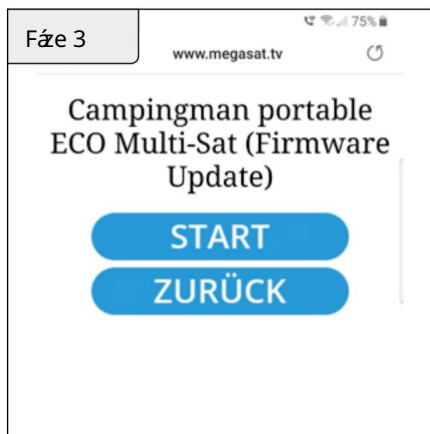 75%
Fáze 3
www.megasat.tv
Campingman portable
ECO Multi-Sat (Firmware
Update)
START
ZURÜCK